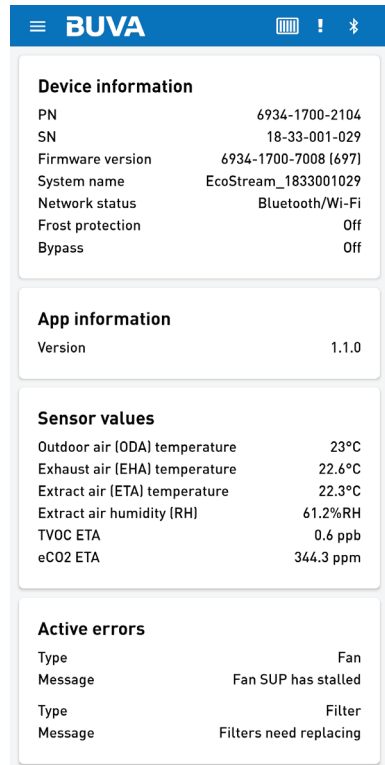 BUVA
Device information
PN 6934-1700-2104
SN 18-33-001-029
Firmware version 6934-1700-7008 (697)
System name EcoStream_1833001029
Network status Bluetooth/Wi-Fi
Frost protection Off
Bypass Off
App information
Version 1.1.0
Sensor values
Outdoor air (ODA) temperature 23°C
Exhaust air (EHA) temperature 22.6°C
Extract air (ETA) temperature 22.3°C
Extract air humidity (RH) 61.2%RH
TVOC ETA 0.6 ppb
eCO2 ETA 344.3 ppm
Active errors
Type Fan
Message Fan SUP has stalled
Type Filter
Message Filters need replacing